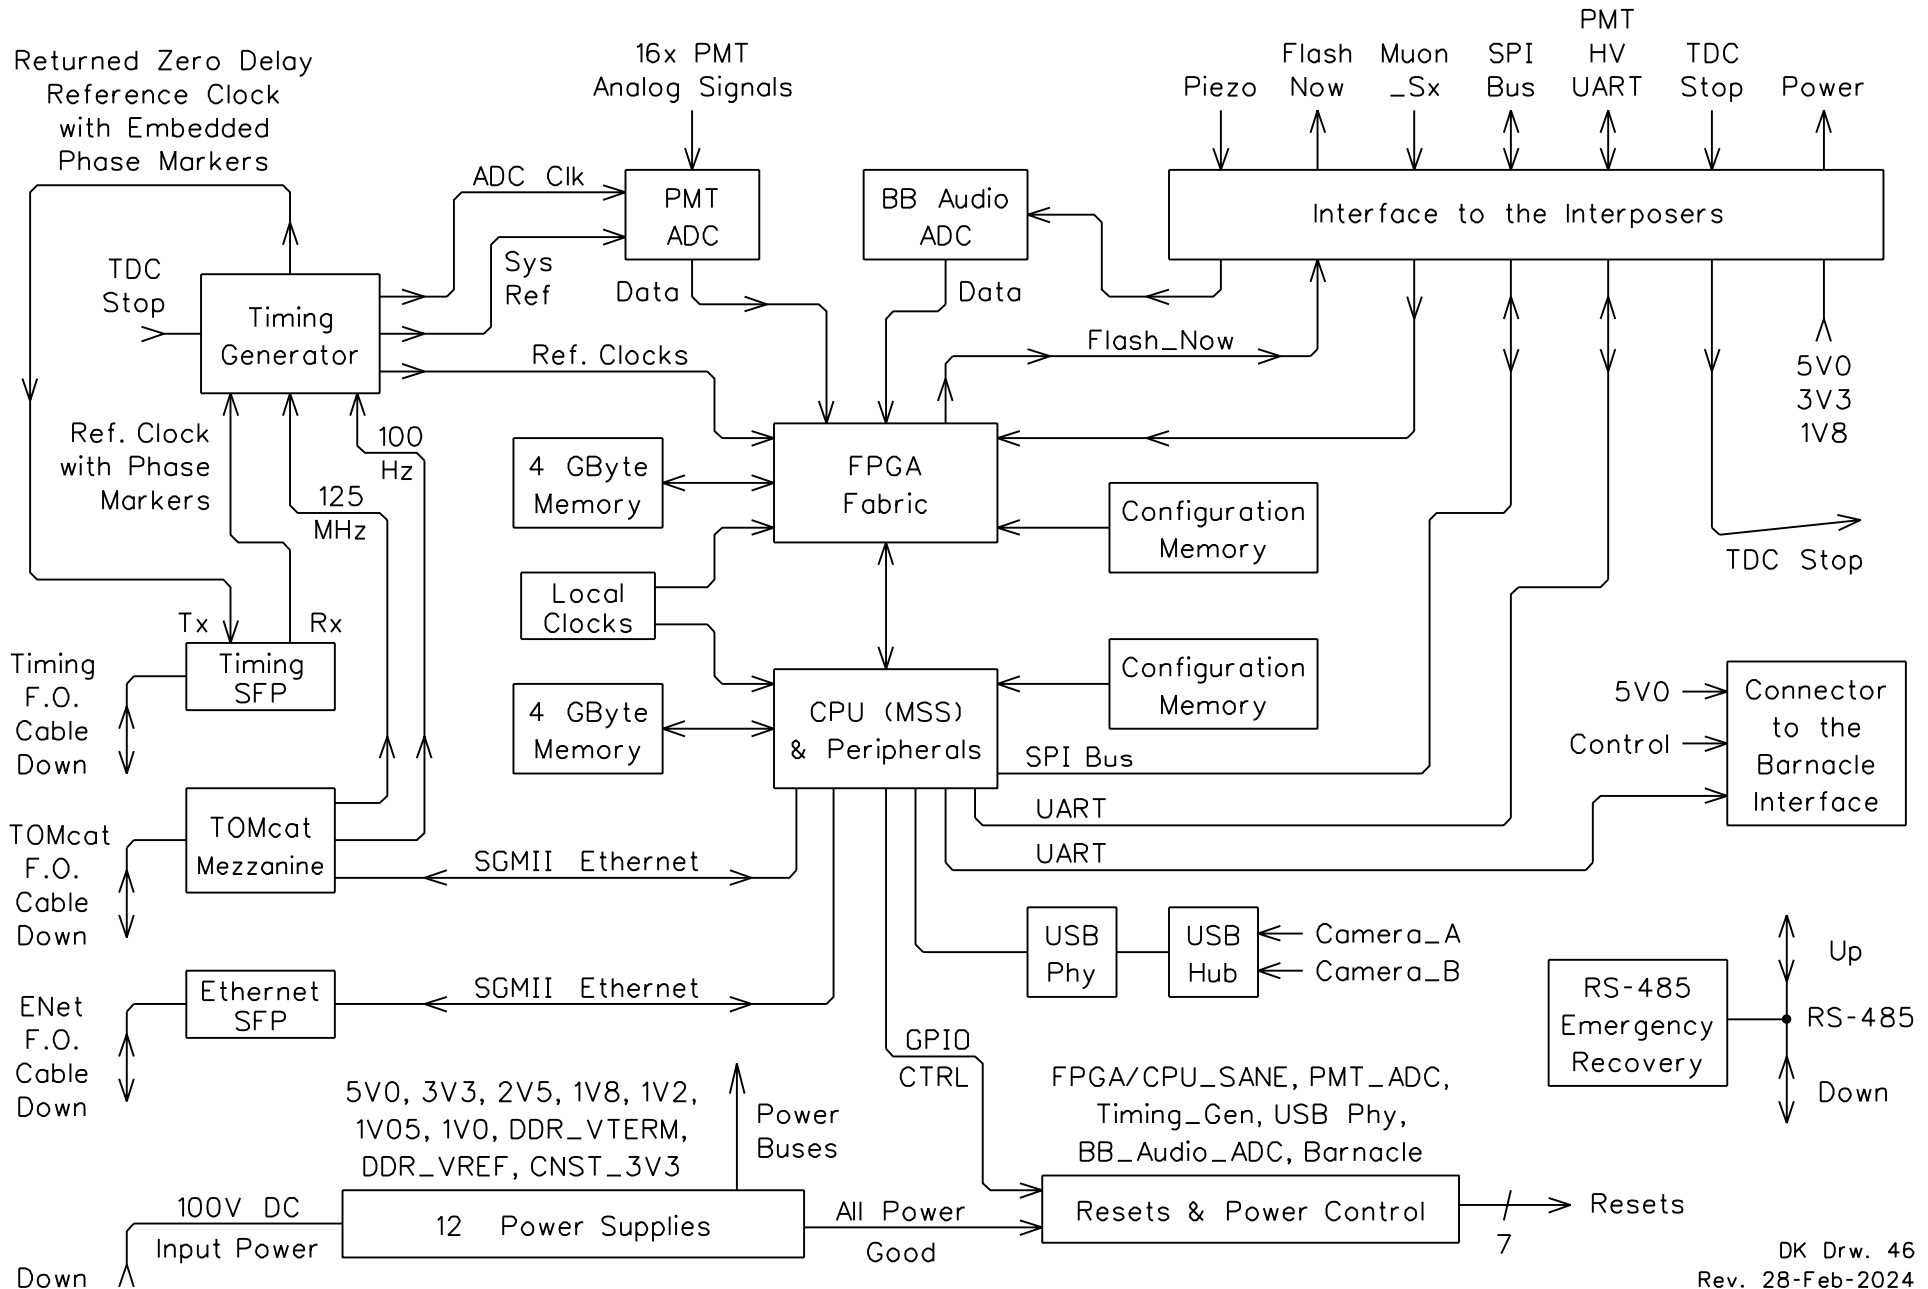 Returned Zero Delay
Reference Clock
with Embedded
Phase Markers
16x PMT
Analog Signals
Piezo
Flash
Now
Muon
_Sx
SPI
Bus
PMT
HV
UART
TDC
Stop
Power
ADC Clk
PMT
ADC
BB Audio
ADC
Interface to the Interposers
TDC
Stop
Sys
Ref
Data
Data
Timing
Generator
Ref. Clocks
Flash_Now
5V0
3V3
1V8
Ref. Clock
with Phase
Markers
100
Hz
125
MHz
4 GByte
Memory
FPGA
Fabric
Configuration
Memory
TDC Stop
Local
Clocks
Tx
Rx
Timing
SFP
Timing
F.O.
Cable
Down
4 GByte
Memory
CPU (MSS)
& Peripherals
Configuration
Memory
5V0
Control
Connector
to the
Barnacle
Interface
SPI Bus
UART
UART
TOMcat
F.O.
Cable
Down
TOMcat
Mezzanine
SGMII Ethernet
USB
Phy
USB
Hub
Camera_A
Camera_B
RS-485
Emergency
Recovery
Up
RS-485
Down
ENet
F.O.
Cable
Down
Ethernet
SFP
SGMII Ethernet
GPIO
CTRL
5V0, 3V3, 2V5, 1V8, 1V2,
1V05, 1V0, DDR_VTERM,
DDR_VREF, CNST_3V3
Power
Buses
FPGA/CPU_SANE, PMT_ADC,
Timing_Gen, USB Phy,
BB_Audio_ADC, Barnacle
100V DC
Input Power
Down
12 Power Supplies
All Power
Good
Resets & Power Control
7
Resets
DK Drw. 46
Rev. 28-Feb-2024